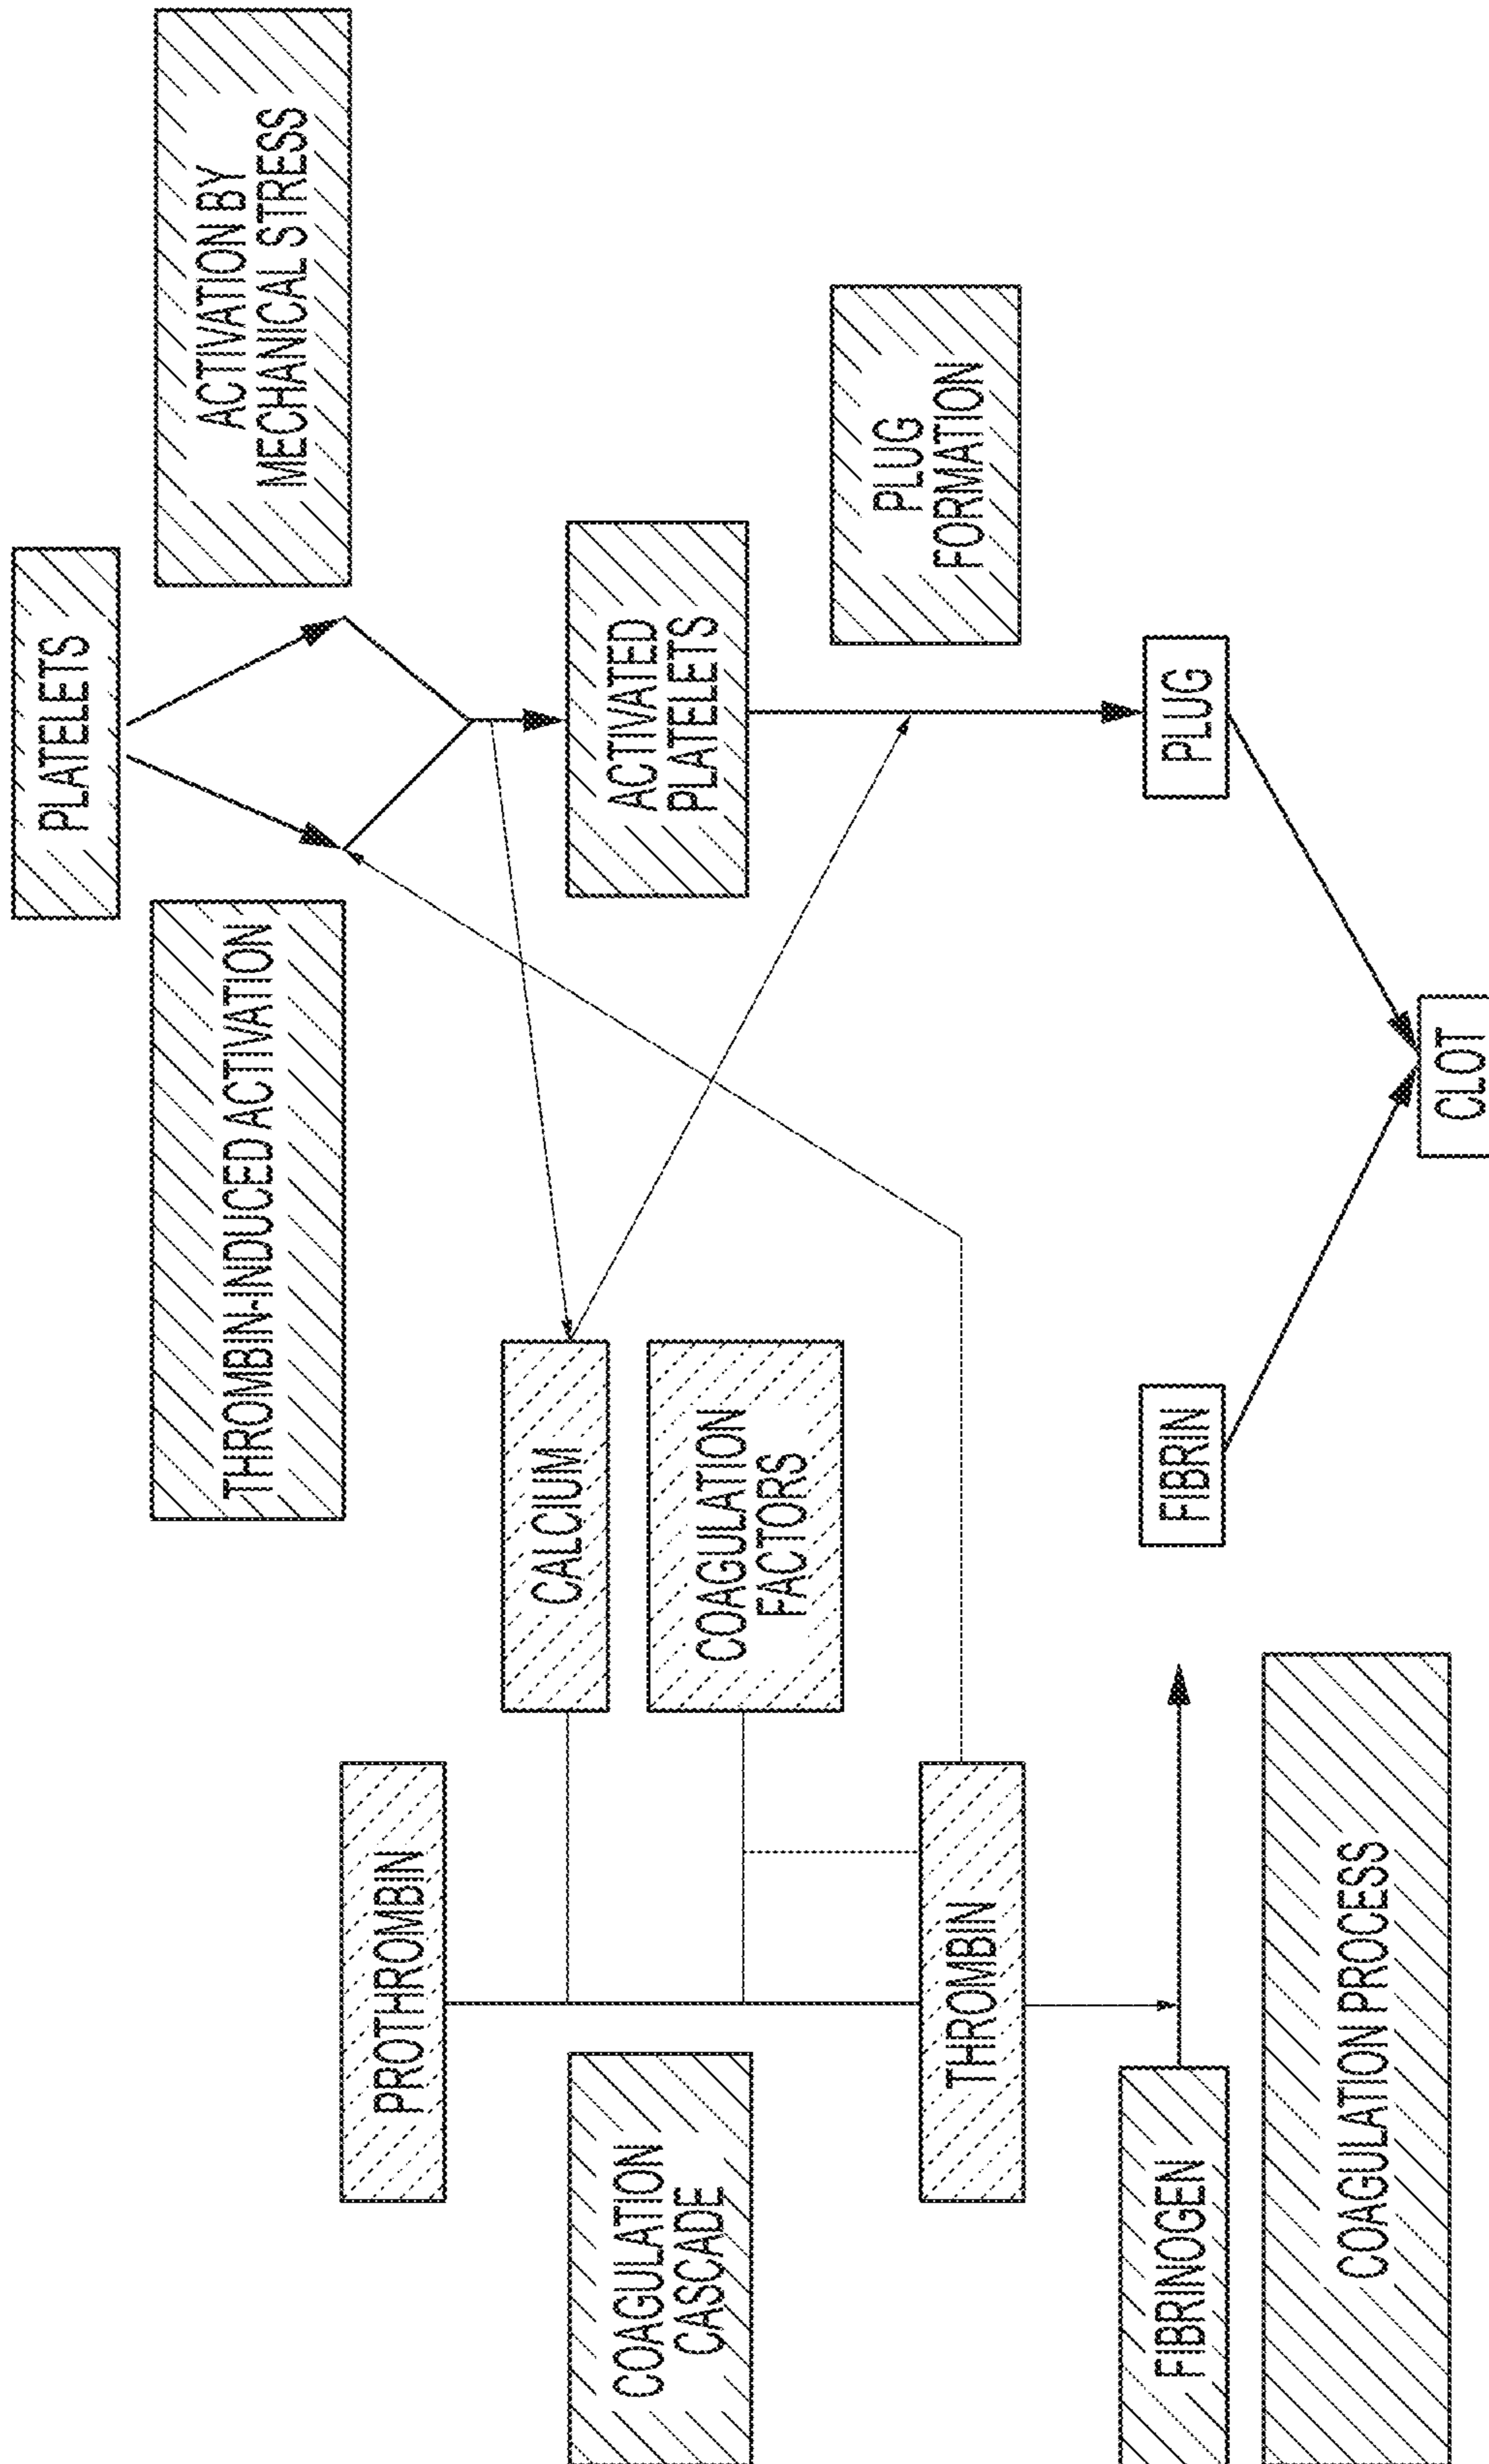 PLATELETS
THROMBIN-INDUCED ACTIVATION
ACTIVATION BY
MECHANICAL STRESS
PROTHROMBIN
CALCIUM
ACTIVATED
PLATELETS
COAGULATION
CASCADE
COAGULATION
FACTORS
PLUG
FORMATION
THROMBIN
FIBRINOGEN
FIBRIN
PLUG
COAGULATION PROCESS
CLOT